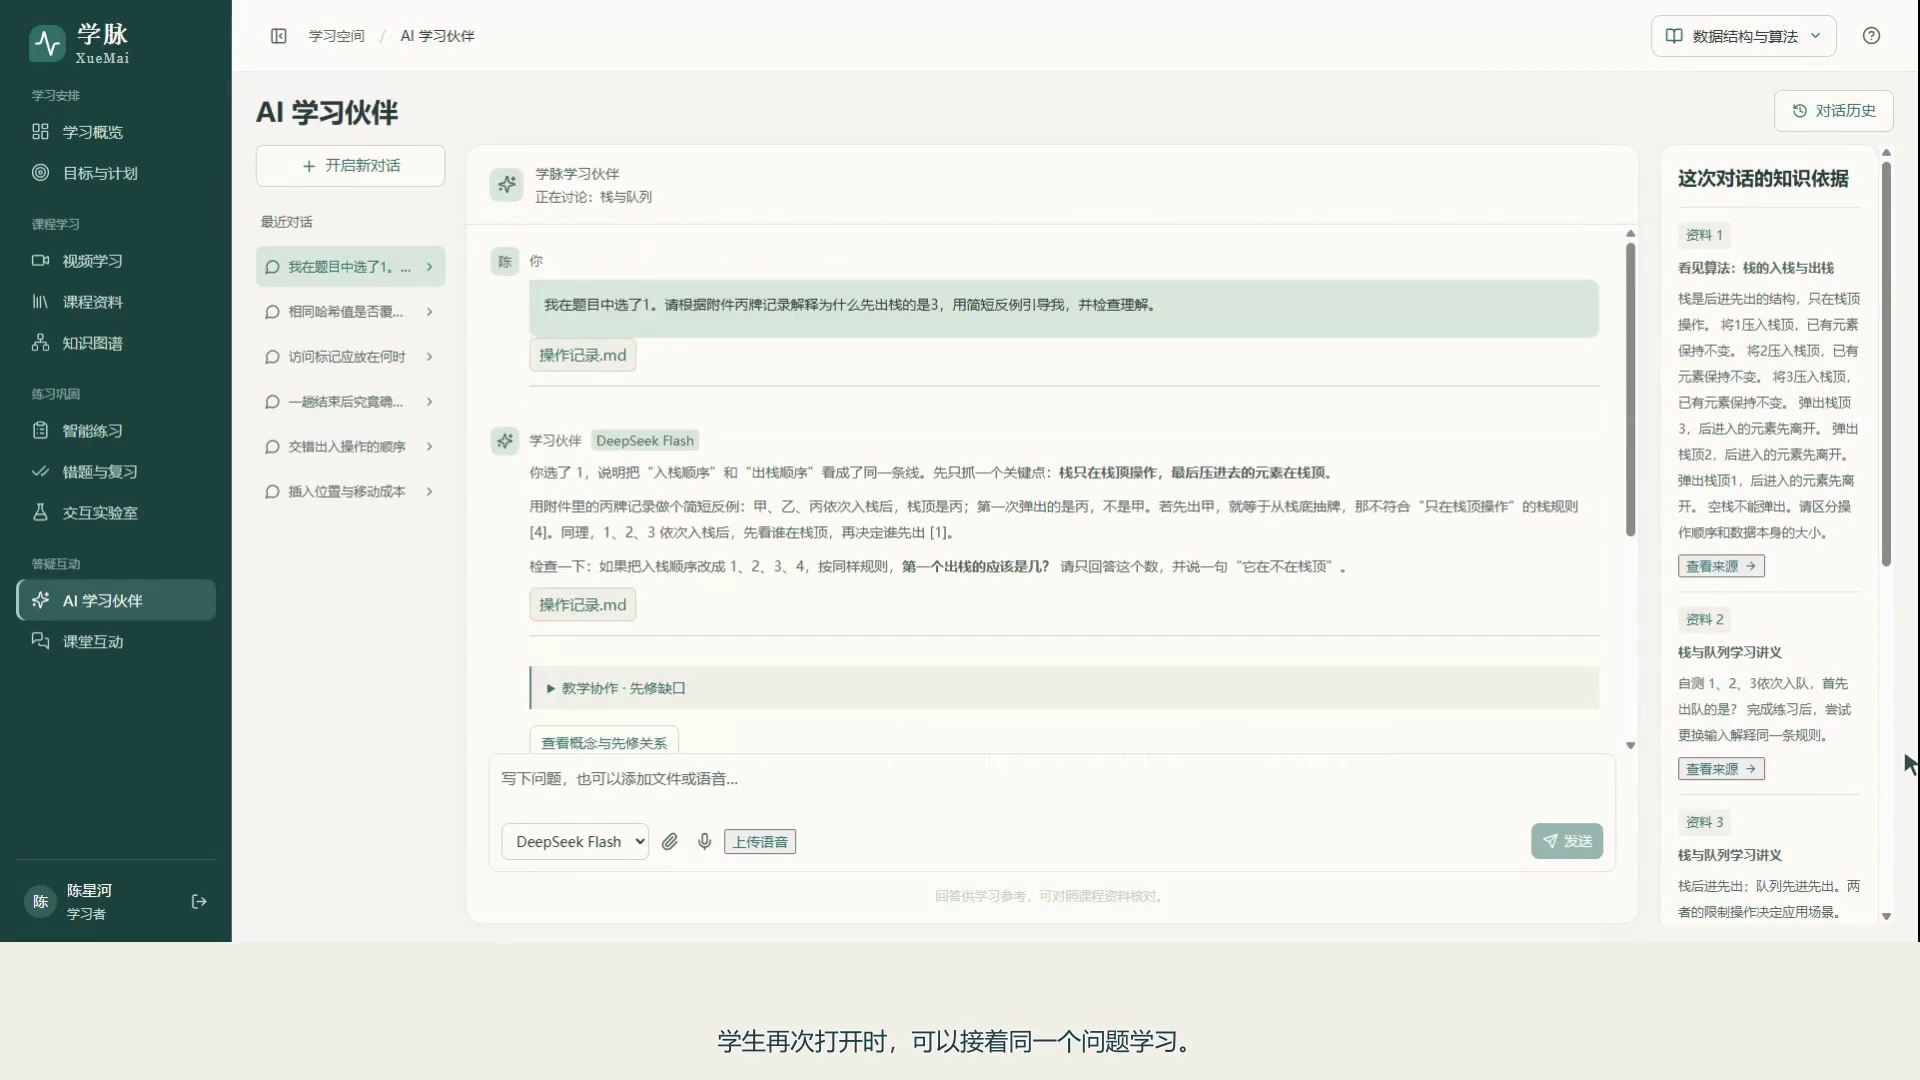 学脉
XueMai
学习安排
学习概览
目标与计划
课程学习
视频学习
课程资料
知识图谱
练习巩固
智能练习
错题与复习
交互实验室
答疑互动
AI 学习伙伴
课堂互动
陈
陈星河
学习者
学习空间 / AI 学习伙伴
数据结构与算法
AI 学习伙伴
对话历史
+ 开启新对话
最近对话
我在题目中选了1。...
相同哈希值是否覆...
访问标记应放在何时
一趟结束后究竟确...
交错出入操作的顺序
插入位置与移动成本
学脉学习伙伴
正在讨论：栈与队列
陈 你
我在题目中选了1。请根据附件丙牌记录解释为什么先出栈的是3，用简短反例引导我，并检查理解。
操作记录.md
学习伙伴 DeepSeek Flash
你选了 1，说明把“入栈顺序”和“出栈顺序”看成了同一条线。先只抓一个关键点：栈只在栈顶操作，最后压进去的元素在栈顶。
用附件里的丙牌记录做个简短反例：甲、乙、丙依次入栈后，栈顶是丙；第一次弹出的是丙，不是甲。若先出甲，就等于从栈底抽牌，那不符合“只在栈顶操作”的栈规则
[4]。同理，1、2、3 依次入栈后，先看谁在栈顶，再决定谁先出 [1]。
检查一下：如果把入栈顺序改成 1、2、3、4，按同样规则，第一个出栈的应该是几？ 请只回答这个数，并说一句“它在不在栈顶”。
操作记录.md
▶ 教学协作 · 先修缺口
查看概念与先修关系
写下问题，也可以添加文件或语音...
DeepSeek Flash
上传语音
发送
回答供学习参考，可对照课程资料核对。
这次对话的知识依据
资料 1
看见算法：栈的入栈与出栈
栈是后进先出的结构，只在栈顶
操作。 将1压入栈顶，已有元素
保持不变。 将2压入栈顶，已有
元素保持不变。 将3压入栈顶，
已有元素保持不变。 弹出栈顶
3，后进入的元素先离开。 弹出
栈顶2，后进入的元素先离开。
弹出栈顶1，后进入的元素先离
开。 空栈不能弹出。请区分操
作顺序和数据本身的大小。
查看来源 →
资料 2
栈与队列学习讲义
自测 1、2、3依次入队，首先
出队的是？ 完成练习后，尝试
更换输入解释同一条规则。
查看来源 →
资料 3
栈与队列学习讲义
栈后进先出；队列先进先出。两
者的限制操作决定应用场景。
学生再次打开时，可以接着同一个问题学习。